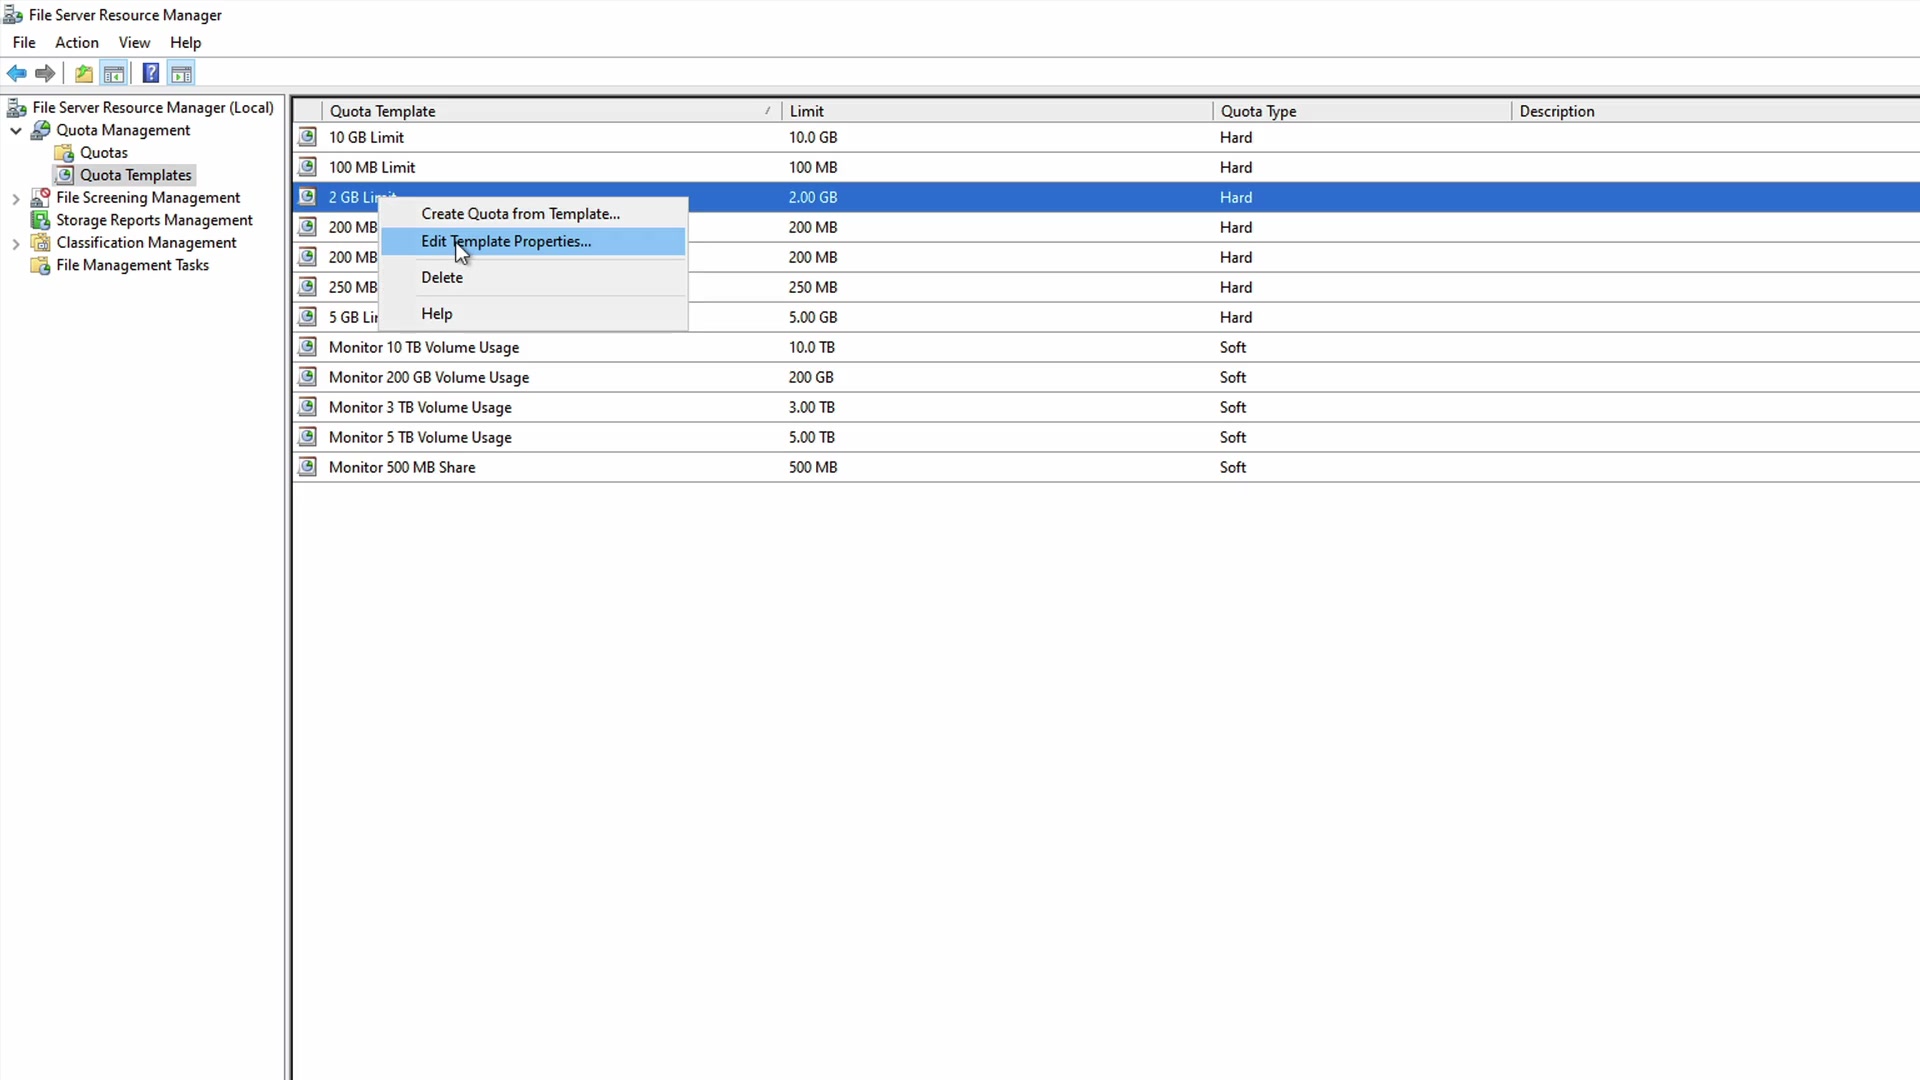 File Server Resource Manager
File Action View Help
?
File Server Resource Manager (Local)
Quota Management
Quotas
Quota Templates
File Screening Management
Storage Reports Management
Classification Management
File Management Tasks
Quota Template Limit Quota Type Description
10 GB Limit 10.0 GB Hard
100 MB Limit 100 MB Hard
2 GB Limit 2.00 GB Hard
200 MB 200 MB Hard
200 MB 200 MB Hard
250 MB 250 MB Hard
5 GB Li 5.00 GB Hard
Monitor 10 TB Volume Usage 10.0 TB Soft
Monitor 200 GB Volume Usage 200 GB Soft
Monitor 3 TB Volume Usage 3.00 TB Soft
Monitor 5 TB Volume Usage 5.00 TB Soft
Monitor 500 MB Share 500 MB Soft
Create Quota from Template...
Edit Template Properties...
Delete
Help